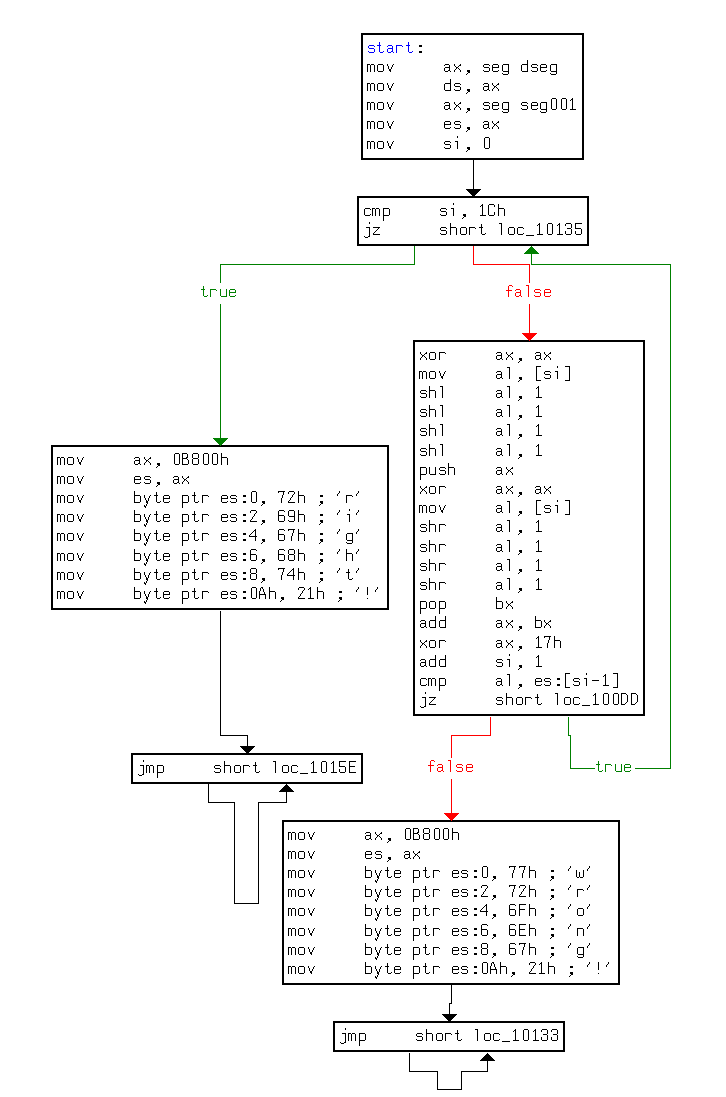 start:
mov ax, seg dseg
mov ds, ax
mov ax, seg seg001
mov es, ax
mov si, 0
cmp si, 1Ch
jz short loc_10135
true
false
xor ax, ax
mov al, [si]
shl al, 1
shl al, 1
shl al, 1
shl al, 1
push ax
xor ax, ax
mov al, [si]
shr al, 1
shr al, 1
shr al, 1
shr al, 1
pop bx
add ax, bx
xor ax, 17h
add si, 1
cmp al, es:[si-1]
jz short loc_100DD
mov ax, 0B800h
mov es, ax
mov byte ptr es:0, 72h ; 'r'
mov byte ptr es:2, 69h ; 'i'
mov byte ptr es:4, 67h ; 'g'
mov byte ptr es:6, 68h ; 'h'
mov byte ptr es:8, 74h ; 't'
mov byte ptr es:0Ah, 21h ; '!'
jmp short loc_1015E
false
true
mov ax, 0B800h
mov es, ax
mov byte ptr es:0, 77h ; 'w'
mov byte ptr es:2, 72h ; 'r'
mov byte ptr es:4, 6Fh ; 'o'
mov byte ptr es:6, 6Eh ; 'n'
mov byte ptr es:8, 67h ; 'g'
mov byte ptr es:0Ah, 21h ; '!'
jmp short loc_10133